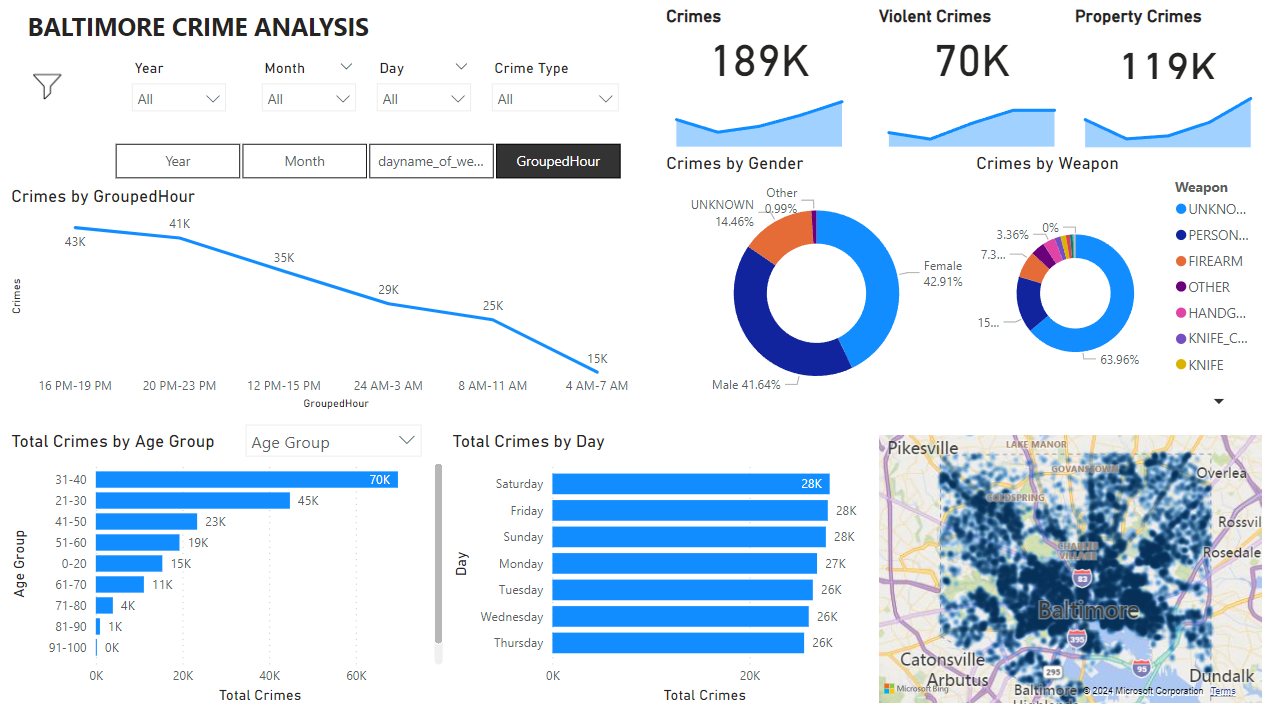 BALTIMORE CRIME ANALYSIS
Year
Month
Day
Crime Type
All
All
All
All
Year
Month
dayname_of_we...
GroupedHour
Crimes
189K
Violent Crimes
70K
Property Crimes
119K
Crimes by GroupedHour
43K
41K
35K
29K
25K
15K
Crimes
16 PM-19 PM
20 PM-23 PM
12 PM-15 PM
24 AM-3 AM
8 AM-11 AM
4 AM-7 AM
GroupedHour
Crimes by Gender
Other
0.99%
UNKNOWN
14.46%
Female
42.91%
Male 41.64%
Crimes by Weapon
0%
3.36%
7.3...
15...
63.96%
Weapon
UNKNO...
PERSON...
FIREARM
OTHER
HANDG...
KNIFE_C...
KNIFE
Total Crimes by Age Group
Age Group
Age Group
31-40 70K
21-30 45K
41-50 23K
51-60 19K
0-20 15K
61-70 11K
71-80 4K
81-90 1K
91-100 0K
0K 20K 40K 60K
Total Crimes
Total Crimes by Day
Day
Saturday 28K
Friday 28K
Sunday 28K
Monday 27K
Tuesday 26K
Wednesday 26K
Thursday 26K
0K 20K
Total Crimes
Pikesville
LAKE MANOR
GOVANSTOWN
Overlea
COLDSPRING
Rossvil
CHARLES
VILLAGE
Rosedale
83
Baltimore
395
Catonsville
295
95
Arbutus
Dundalk
Microsoft Bing
Baltimore
© 2024 Microsoft Corporation Terms